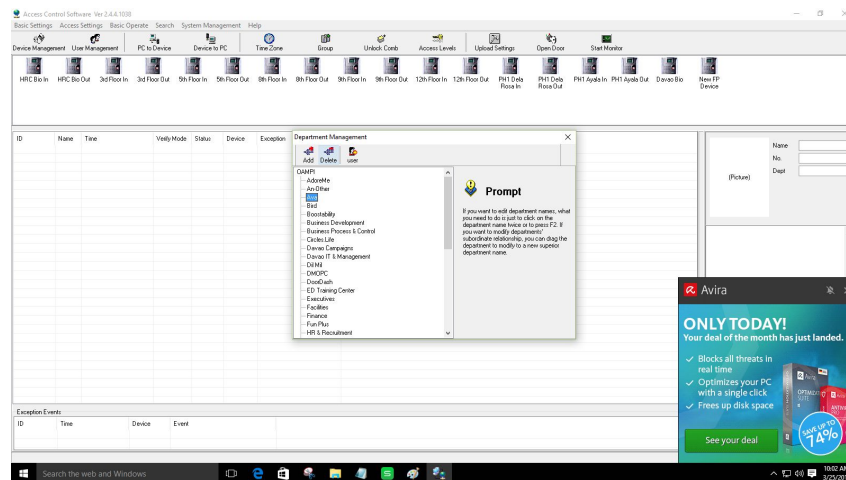 Access Control Software Ver 2.4.4.1038
Basic Settings Access Settings Basic Operate Search System Management Help
Device Management User Management PC to Device Device to PC Time Zone Group Unlock Comb Access Levels Upload Settings Open Door Start Monitor
HRC Bio In HRC Bio Out 3rd Floor In 3rd Floor Out 5th Floor In 5th Floor Out 8th Floor In 8th Floor Out 9th Floor In 9th Floor Out 12th Floor In 12th Floor Out PH1 Dela Rosa In PH1 Dela Rosa Out PH1 Ayala In PH1 Ayala Out Davao Bio New FP Device
ID Name Time Verify Mode Status Device Exception
Department Management
Add Delete user
OAMPI
AdoreMe
An-Other
Bird
Boostability
Business Development
Business Process & Control
Circles.Life
Davao Campaigns
Davao IT & Management
Dil Mil
DMOPC
DoorDash
ED Training Center
Executives
Facilities
Finance
Fun Plus
HR & Recruitment
Prompt
If you want to edit department names, what
you need to do is just to click on the
department name twice or to press F2. If
you want to modify departments'
subordinate relationship, you can drag the
department to modify to a new superior
department name.
(Picture)
Name
No.
Dept
Avira
ONLY TODAY!
Your deal of the month has just landed.
Blocks all threats in
real time
Optimizes your PC
with a single click
Frees up disk space
SAVE UP TO
74%
See your deal
Exception Events
ID Time Device Event
Search the web and Windows
10:02 AM